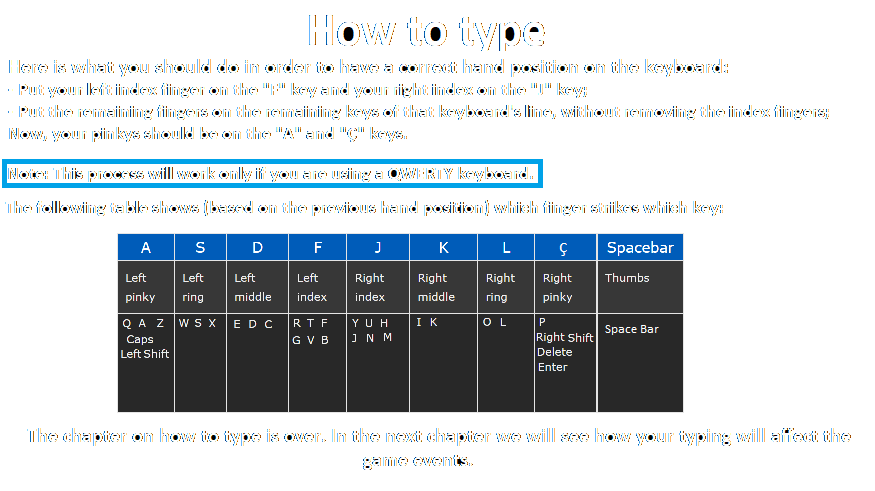 How to type
Here is what you should do in order to have a correct hand position on the keyboard:
- Put your left index finger on the "F" key and your right index on the "J" key;
- Put the remaining fingers on the remaining keys of that keyboard's line, without removing the index fingers;
Now, your pinkys should be on the "A" and "Ç" keys.
Note: This process will work only if you are using a QWERTY keyboard.
The following table shows (based on the previous hand position) which finger strikes which key:
A S D F J K L Ç Spacebar
Left Left Left Left Right Right Right Right Thumbs
pinky ring middle index index middle ring pinky
Q A Z W S X E D C R T F Y U H I K O L P Space Bar
Caps G V B J N M Right Shift
Left Shift Delete
Enter
The chapter on how to type is over. In the next chapter we will see how your typing will affect the
game events.